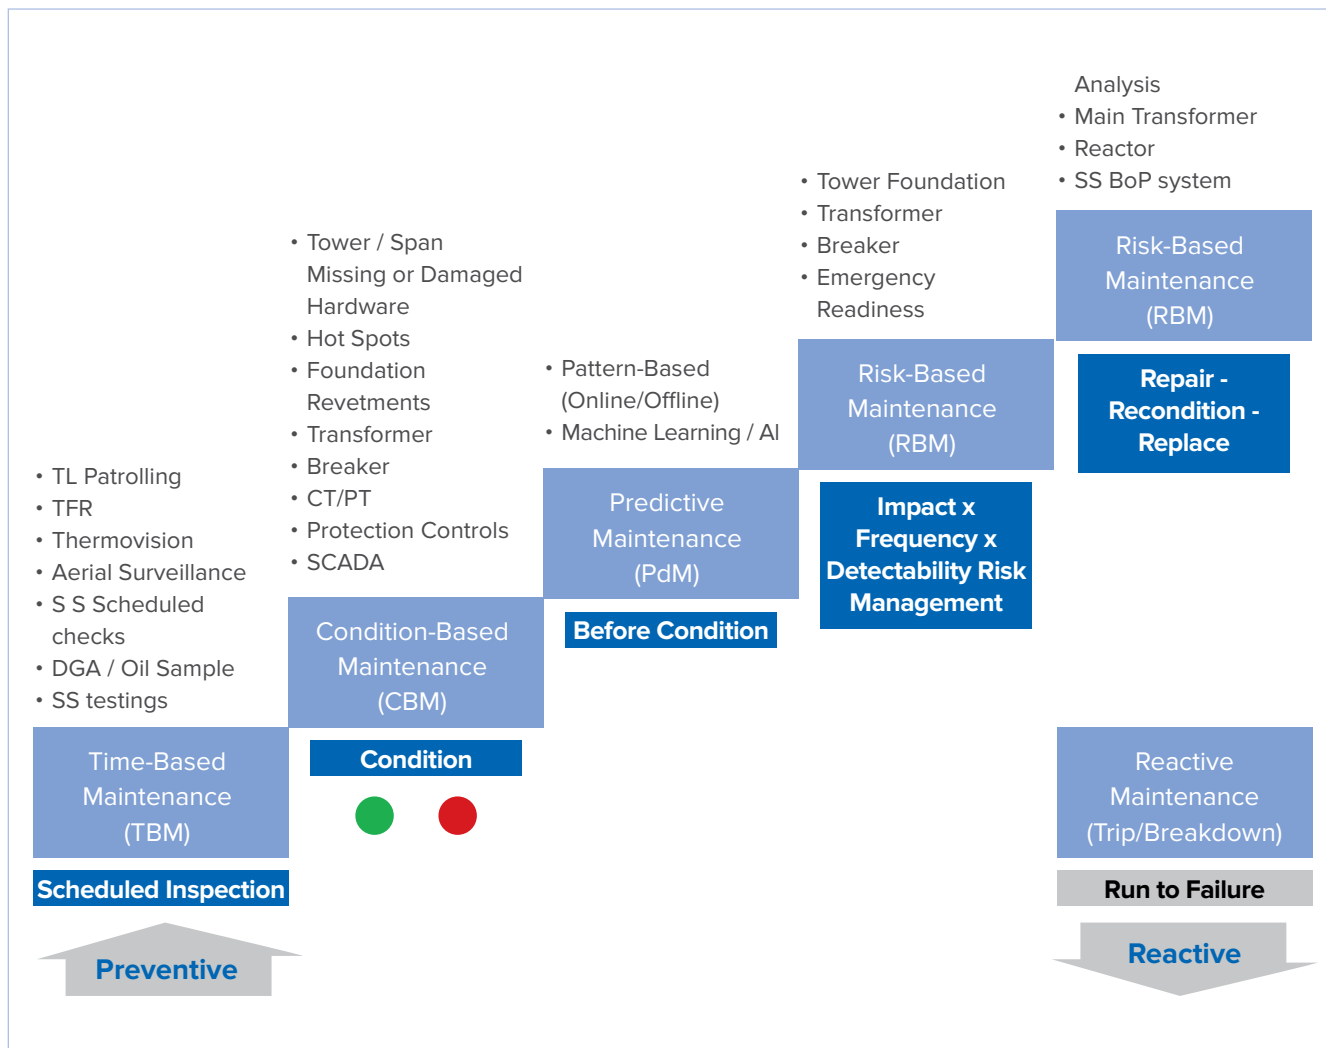 • TL Patrolling
• TFR
• Thermovision
• Aerial Surveillance
• S S Scheduled
checks
• DGA / Oil Sample
• SS testings
Time-Based
Maintenance
(TBM)
Scheduled Inspection
Preventive
• Tower / Span
Missing or Damaged
Hardware
• Hot Spots
• Foundation
Revetments
• Transformer
• Breaker
• CT/PT
• Protection Controls
• SCADA
Condition-Based
Maintenance
(CBM)
Condition
• Pattern-Based
(Online/Offline)
• Machine Learning / AI
Predictive
Maintenance
(PdM)
Before Condition
• Tower Foundation
• Transformer
• Breaker
• Emergency
Readiness
Risk-Based
Maintenance
(RBM)
Impact x
Frequency x
Detectability Risk
Management
Analysis
• Main Transformer
• Reactor
• SS BoP system
Risk-Based
Maintenance
(RBM)
Repair -
Recondition -
Replace
Reactive
Maintenance
(Trip/Breakdown)
Run to Failure
Reactive